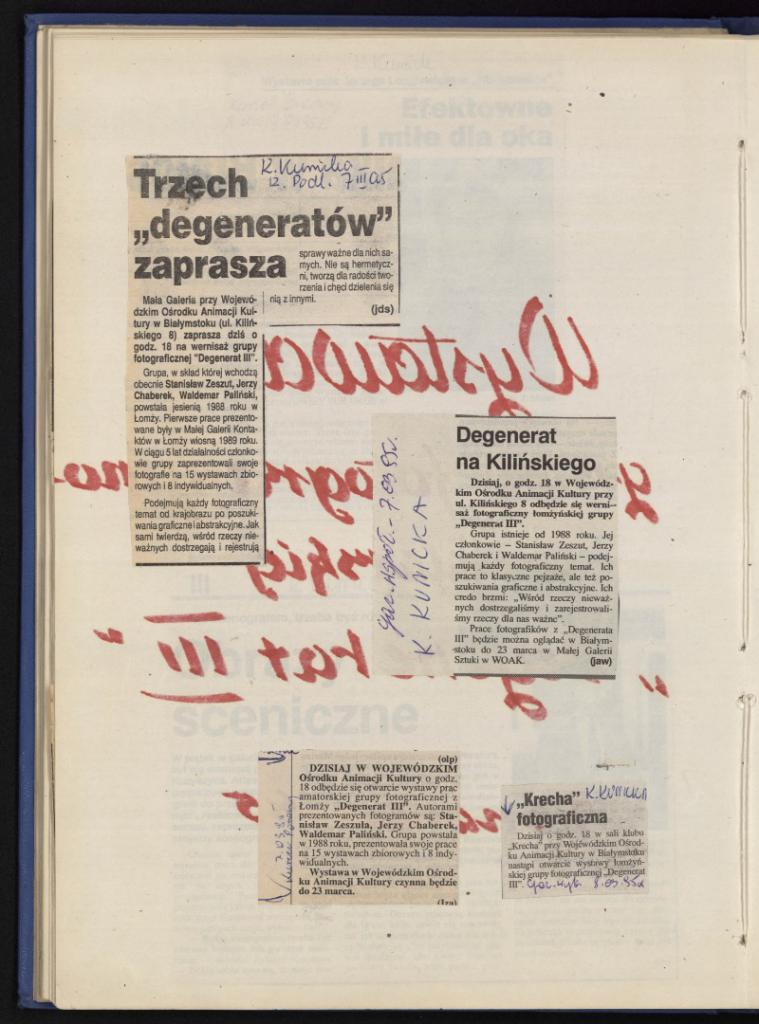 K. Kunicka
7 III 95
Trzech
„degeneratów”
zaprasza
Mała Galeria przy Wojewó-
dzkim Ośrodku Animacji Kul-
tury w Białymstoku (ul. Kiliń-
skiego 8) zaprasza dziś o
godz. 18 na wernisaż grupy
fotograficznej "Degenerat III".
Grupa, w skład której wchodzą
obecnie Stanisław Zeszut, Jerzy
Chaberek, Waldemar Paliński,
powstała jesienią 1988 roku w
Łomży. Pierwsze prace prezento-
wane były w Małej Galerii Konta-
któw w Łomży wiosną 1989 roku.
W ciągu 5 lat działalności członko-
wie grupy zaprezentowali swoje
fotografie na 15 wystawach zbio-
rowych i 8 indywidualnych.
Podejmują każdy fotograficzny
temat od krajobrazu po poszuki-
wania graficzne i abstrakcyjne. Jak
sami twierdzą, wśród rzeczy nie-
ważnych dostrzegają i rejestrują
sprawy ważne dla nich sa-
mych. Nie są hermetycz-
ni, tworzą dla radości two-
rzenia i chęci dzielenia się
nią z innymi.
(jds)
Wystawa
Gaz. Współ. - 7.03.95r.
K. KUNICKA
Degenerat
na Kilińskiego
Dzisiaj, o godz. 18 w Wojewódz-
kim Ośrodku Animacji Kultury przy
ul. Kilińskiego 8 odbędzie się werni-
saż fotograficzny łomżyńskiej grupy
„Degenerat III”.
Grupa istnieje od 1988 roku. Jej
członkowie – Stanisław Zeszut, Jerzy
Chaberek i Waldemar Paliński – podej-
mują każdy fotograficzny temat. Ich
prace to klasyczne pejzaże, ale też po-
szukiwania graficzne i abstrakcyjne. Ich
credo brzmi: „Wśród rzeczy nieważ-
nych dostrzegaliśmy i zarejestrowali-
śmy rzeczy dla nas ważne”.
Prace fotografików z „Degenerata
III” będzie można oglądać w Białym-
stoku do 23 marca w Małej Galerii
Sztuki w WOAK.
(jaw)
(olp)
DZISIAJ W WOJEWÓDZKIM
Ośrodku Animacji Kultury o godz.
18 odbędzie się otwarcie wystawy prac
amatorskiej grupy fotograficznej z
Łomży „Degenerat III”. Autorami
prezentowanych fotogramów są: Sta-
nisław Zeszuła, Jerzy Chaberek,
Waldemar Paliński. Grupa powstała
w 1988 roku, prezentowała swoje prace
na 15 wystawach zbiorowych i 8 indy-
widualnych.
Wystawa w Wojewódzkim Ośrod-
ku Animacji Kultury czynna będzie
do 23 marca.
(Iza)
K. KUNICKA
„Krecha”
fotograficzna
Dzisiaj o godz. 18 w sali klubu
„Krecha” przy Wojewódzkim Ośrod-
ku Animacji Kultury w Białymstoku
nastąpi otwarcie wystawy łomżyń-
skiej grupy fotograficznej „Degenerat
III”.
Gaz. Wyb. 8.03.95r